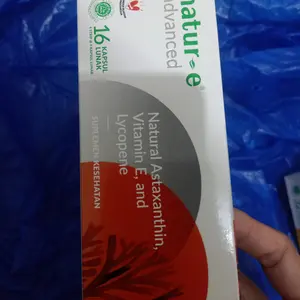 natur-e®
advanced
16 KAPSUL
LUNAK
Natural Astaxanthin,
Vitamin E, and
Lycopene
SUPLEMEN KESEHATAN